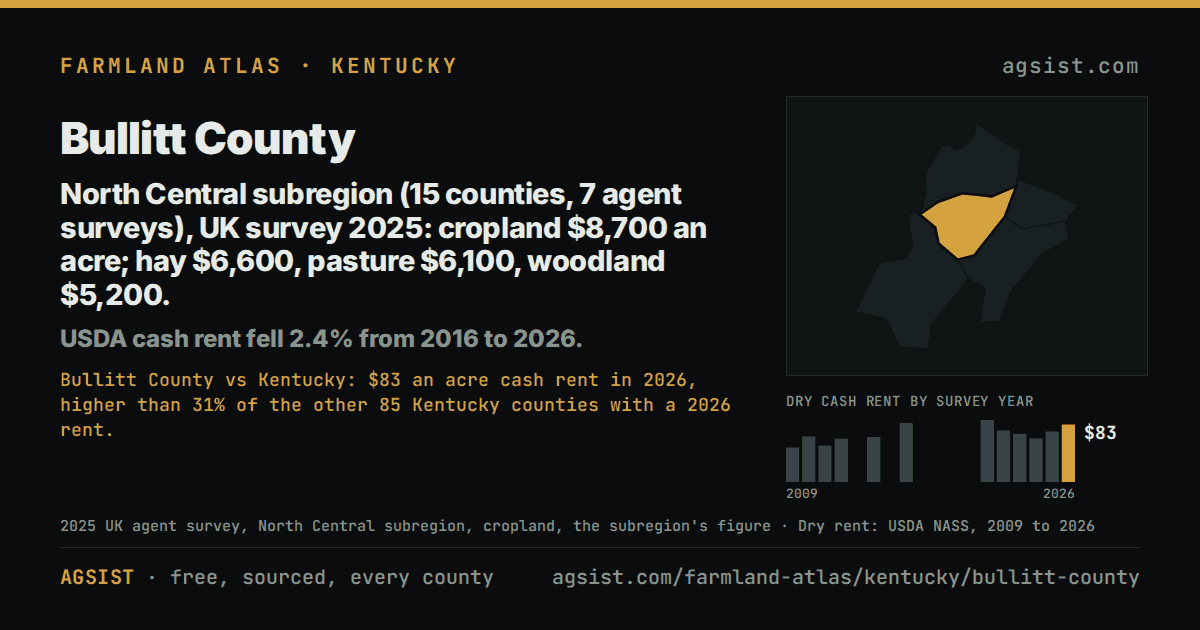 FARMLAND ATLAS · KENTUCKY
agsist.com
Bullitt County
North Central subregion (15 counties, 7 agent
surveys), UK survey 2025: cropland $8,700 an
acre; hay $6,600, pasture $6,100, woodland
$5,200.
USDA cash rent fell 2.4% from 2016 to 2026.
Bullitt County vs Kentucky: $83 an acre cash rent in 2026,
higher than 31% of the other 85 Kentucky counties with a 2026
rent.
DRY CASH RENT BY SURVEY YEAR
$83
2009
2026
2025 UK agent survey, North Central subregion, cropland, the subregion's figure · Dry rent: USDA NASS, 2009 to 2026
AGSIST · free, sourced, every county
agsist.com/farmland-atlas/kentucky/bullitt-county